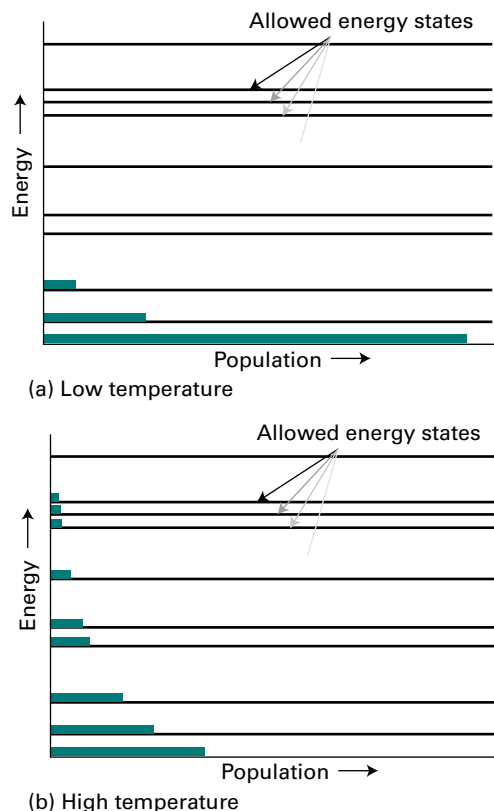 Allowed energy states
Energy
Population
(a) Low temperature
Allowed energy states
Energy
Population
(b) High temperature